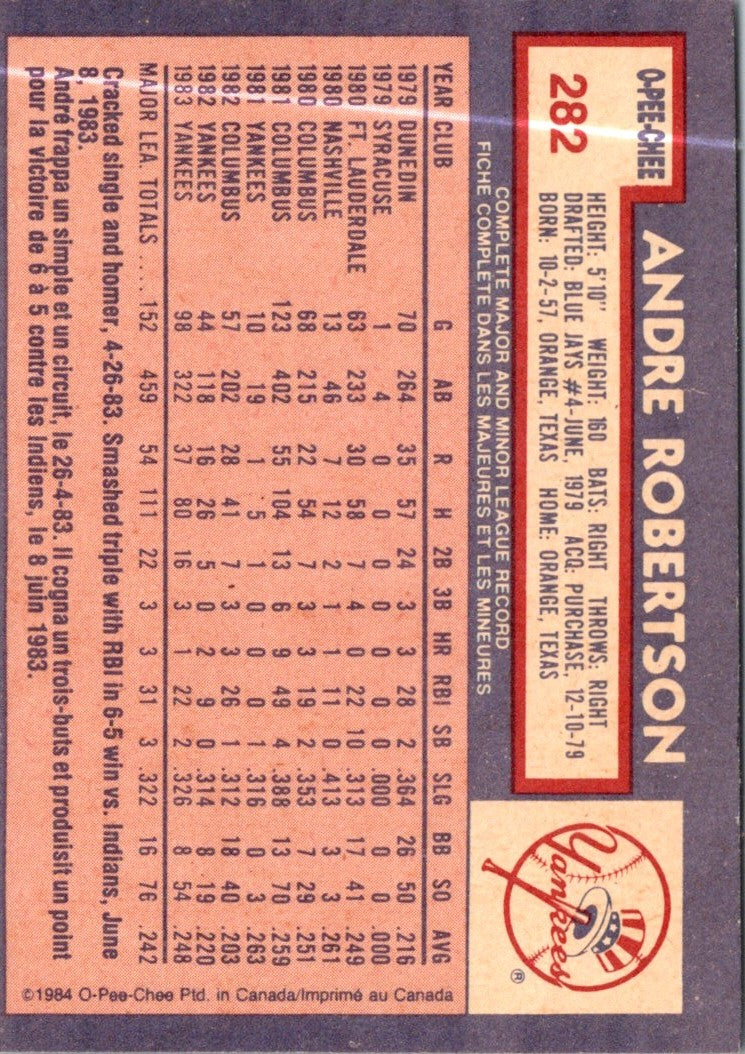 O-PEE-CHEE
282
ANDRE ROBERTSON
HEIGHT: 5'10" WEIGHT: 160 BATS: RIGHT THROWS: RIGHT
DRAFTED: BLUE JAYS #4-JUNE, 1979 ACQ: PURCHASE, 12-10-79
BORN: 10-2-57, ORANGE, TEXAS HOME: ORANGE, TEXAS
Yankees
®
COMPLETE MAJOR AND MINOR LEAGUE RECORD
FICHE COMPLÈTE DANS LES MAJEURES ET LES MINEURES
YEAR CLUB G AB R H 2B 3B HR RBI SB SLG BB SO AVG
1979 DUNEDIN 70 264 35 57 24 3 3 28 2 .364 26 50 .216
1979 SYRACUSE 1 4 0 0 0 0 0 0 0 .000 0 0 .000
1980 FT. LAUDERDALE 63 233 30 58 7 4 0 22 10 .313 17 41 .249
1980 NASHVILLE 13 46 7 12 2 1 1 11 0 .413 3 3 .261
1980 COLUMBUS 68 215 22 54 7 3 3 19 2 .353 7 29 .251
1981 COLUMBUS 123 402 55 104 13 6 9 49 4 .388 13 70 .259
1981 YANKEES 10 19 1 5 1 0 0 0 1 .316 0 3 .263
1982 COLUMBUS 57 202 28 41 7 3 3 26 1 .312 18 40 .203
1982 YANKEES 44 118 16 26 5 0 2 9 0 .314 8 19 .220
1983 YANKEES 98 322 37 80 16 3 1 22 2 .326 8 54 .248
MAJOR LEA. TOTALS .... 152 459 54 111 22 3 3 31 3 .322 16 76 .242
Cracked single and homer, 4-26-83. Smashed triple with RBI in 6-5 win vs. Indians, June
8, 1983.
André frappa un simple et un circuit, le 26-4-83. Il cogna un trois-buts et produisit un point
pour la victoire de 6 à 5 contre les Indiens, le 8 juin 1983.
©1984 O-Pee-Chee Ptd. in Canada/Imprimé au Canada